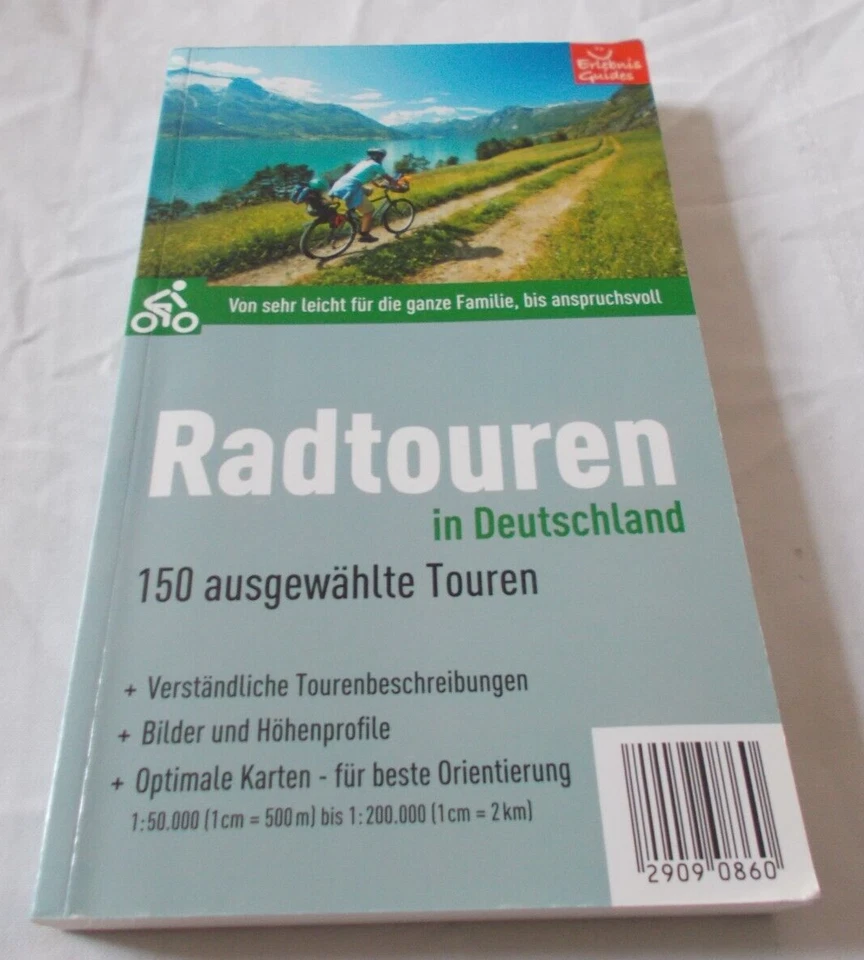 Erlebnis
Guides
Von sehr leicht für die ganze Familie, bis anspruchsvoll
Radtouren
in Deutschland
150 ausgewählte Touren
+ Verständliche Tourenbeschreibungen
+ Bilder und Höhenprofile
+ Optimale Karten - für beste Orientierung
1:50.000 (1cm = 500m) bis 1:200.000 (1cm = 2km)
2909 0860